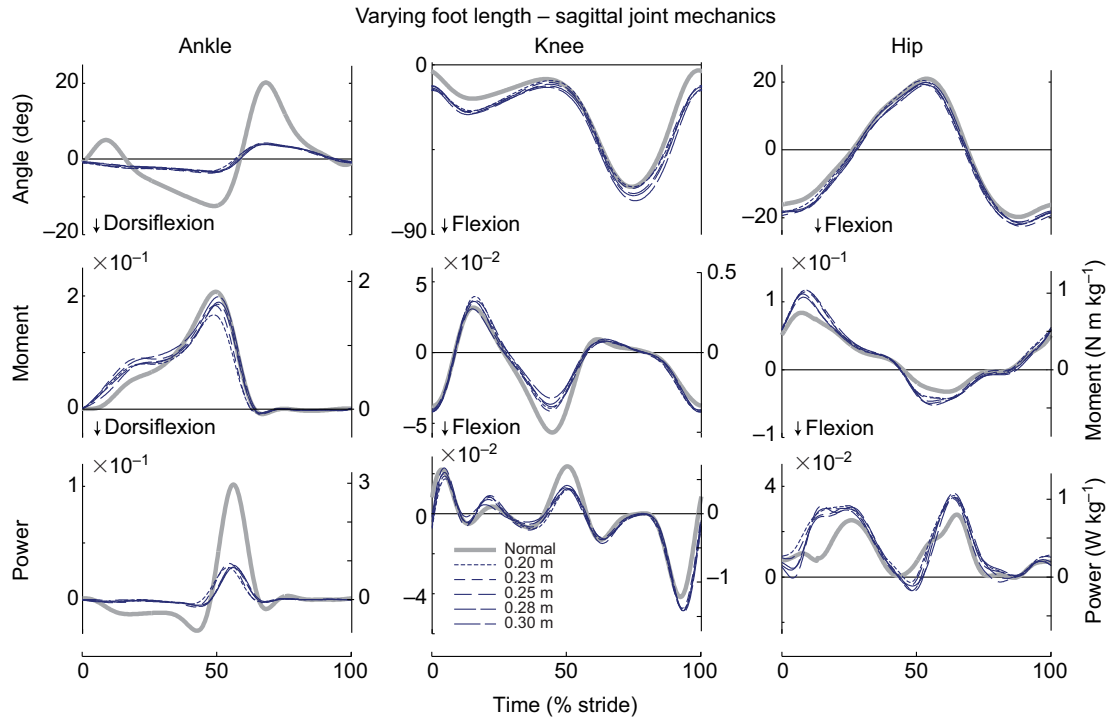 Varying foot length – sagittal joint mechanics
Ankle Knee Hip
Angle (deg)
20
0
–20
↓Dorsiflexion
0
–90
↓Flexion
20
0
–20
↓Flexion
Moment
×10⁻¹
2
1
0
2
0
↓Dorsiflexion
×10⁻²
5
0
–5
0.5
0
↓Flexion
×10⁻¹
1
0
–1
1
0
↓Flexion
Moment (N m kg⁻¹)
Power
×10⁻¹
1
0
3
0
×10⁻²
0
–4
0
–1
Normal
0.20 m
0.23 m
0.25 m
0.28 m
0.30 m
×10⁻²
4
0
1
0
Power (W kg⁻¹)
0 50 100 0 50 100 0 50 100
Time (% stride)